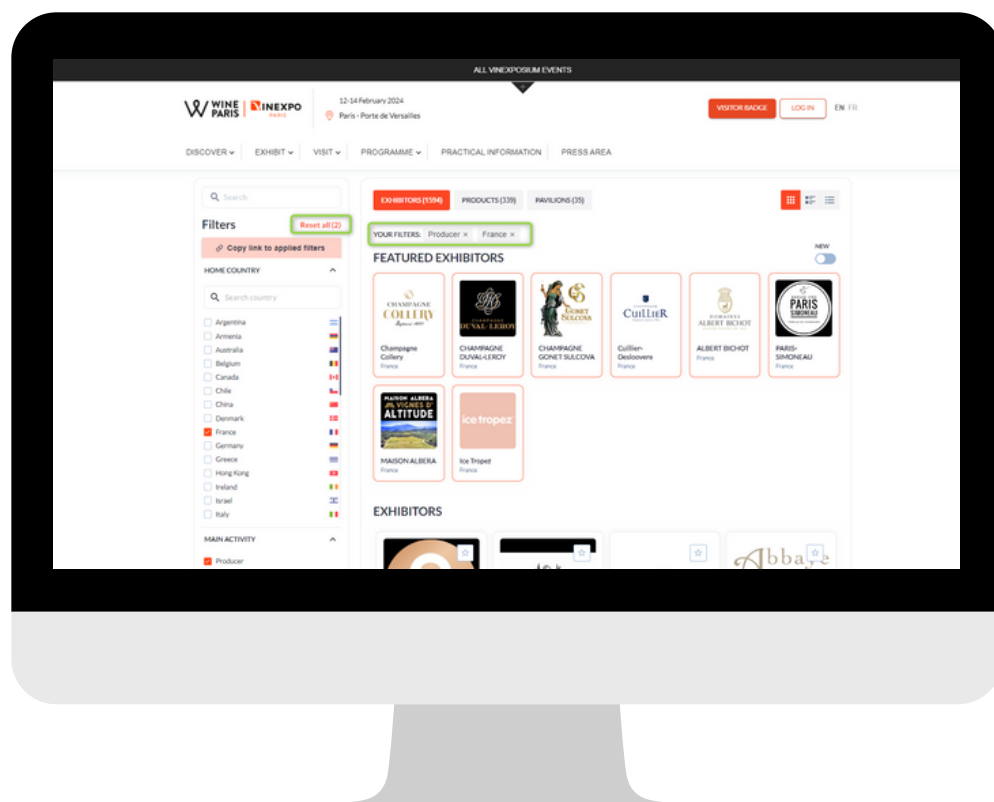 ALL VINEXPOSIUM EVENTS
WINE PARIS
VINEXPO PARIS
12-14 February 2024
Paris - Porte de Versailles
VISITOR BADGE
LOG IN
EN FR
DISCOVER EXHIBIT VISIT PROGRAMME PRACTICAL INFORMATION PRESS AREA
Search
EXHIBITORS (1594) PRODUCTS (339) PAVILIONS (35)
Filters
Reset all (2)
YOUR FILTERS: Producer × France ×
Copy link to applied filters
NEW
FEATURED EXHIBITORS
HOME COUNTRY
Search country
Argentina
Armenia
Australia
Belgium
Canada
Chile
China
Denmark
France
Germany
Greece
Hong Kong
Ireland
Israel
Italy
MAIN ACTIVITY
Producer
CHAMPAGNE
COLLERY
Champagne
Collery
France
CHAMPAGNE
DUVAL-LEROY
CHAMPAGNE
DUVAL-LEROY
France
GONET
SULCOVA
CHAMPAGNE
GONET SULCOVA
France
CUILLIER
Cuillier-
Desloovere
France
DOMAINES
ALBERT BICHOT
ALBERT BICHOT
France
PARIS
SIMONEAU
PARIS-
SIMONEAU
France
MAISON ALBERA
VIGNES D'
ALTITUDE
MAISON ALBERA
France
ice tropez
Ice Tropez
France
EXHIBITORS
Abbaye